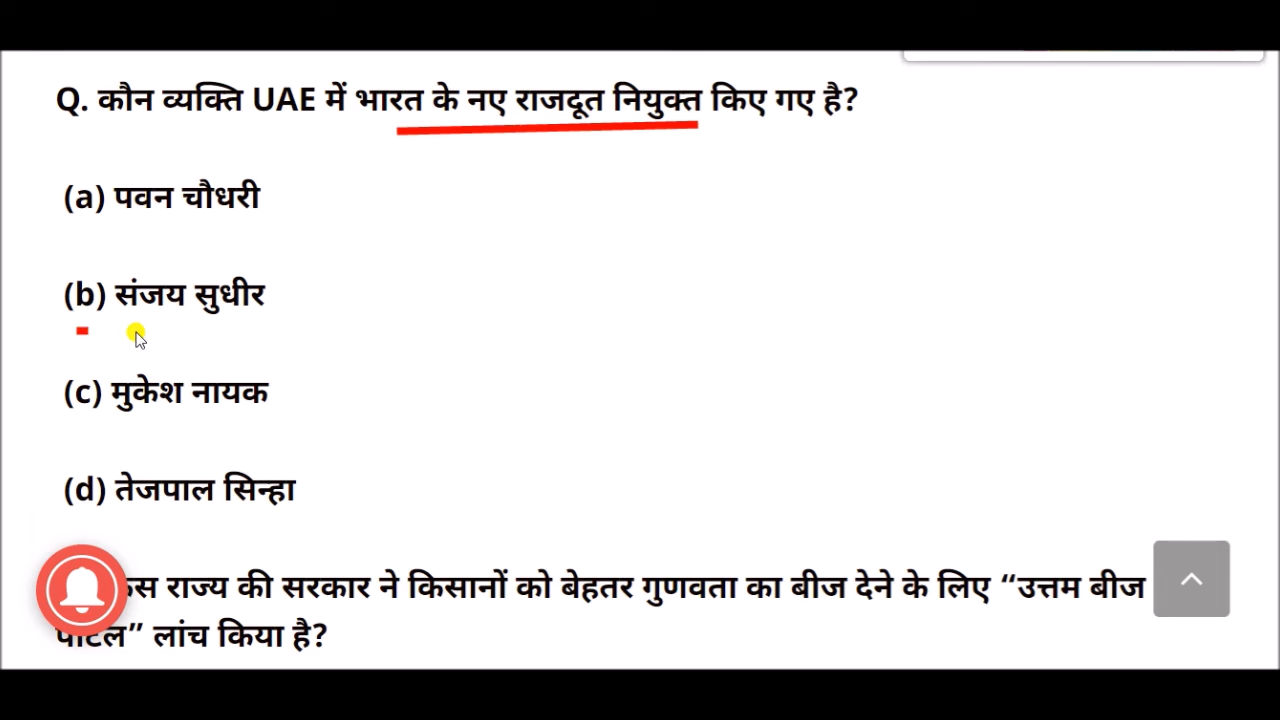 Q. कौन व्यक्ति UAE में भारत के नए राजदूत नियुक्त किए गए है?
(a) पवन चौधरी
(b) संजय सुधीर
(c) मुकेश नायक
(d) तेजपाल सिन्हा
राज्य की सरकार ने किसानों को बेहतर गुणवता का बीज देने के लिए “उत्तम बीज
लांच किया है?